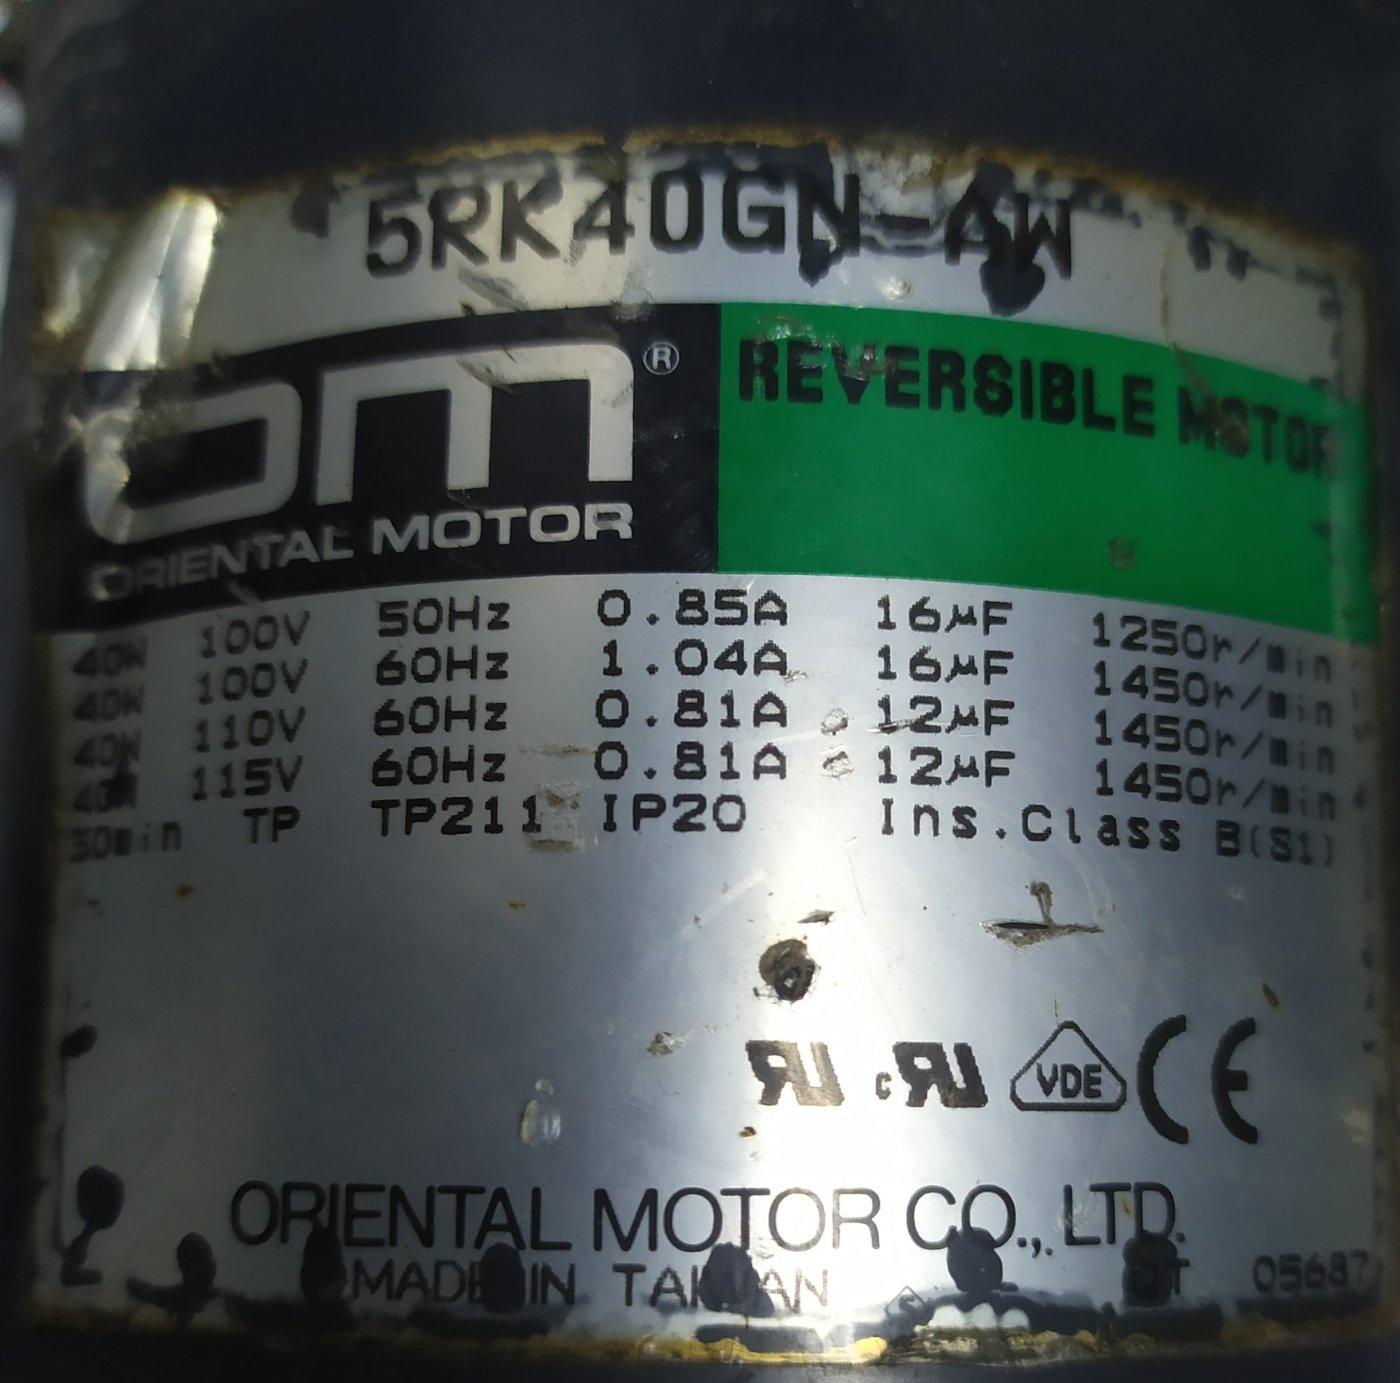 5RK40GN-AW
om®
REVERSIBLE MOTOR
ORIENTAL MOTOR
40W 100V 50Hz 0.85A 16μF 1250r/min
40W 100V 60Hz 1.04A 16μF 1450r/min
40W 110V 60Hz 0.81A 12μF 1450r/min
40W 115V 60Hz 0.81A 12μF 1450r/min
30min TP TP211 IP20 Ins.Class B(S1)
c VDE CE
ORIENTAL MOTOR CO., LTD.
MADE IN TAIWAN 05687